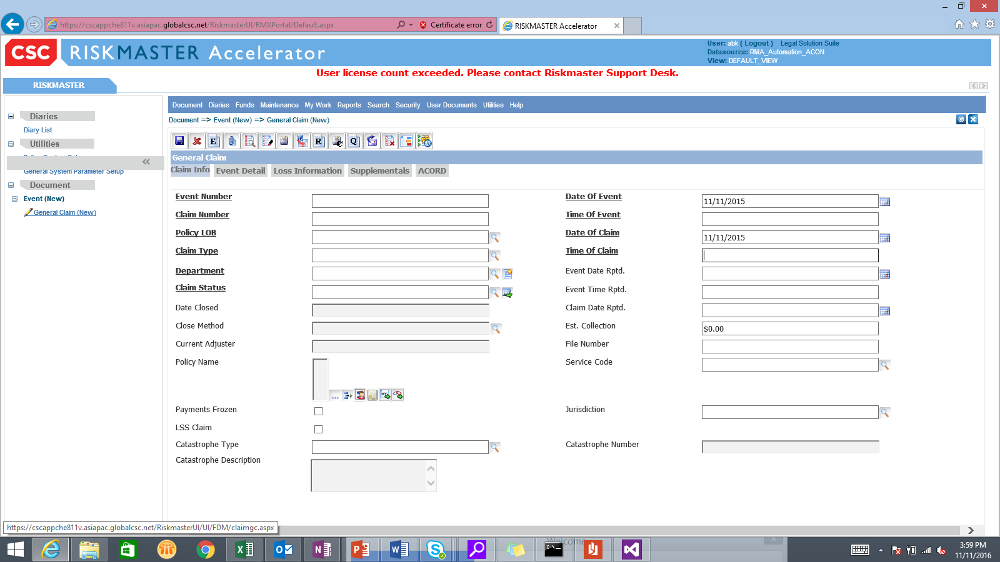 https://cscappche811v.asiapac.globalcsc.net/RiskmasterUI/RMXPortal/Default.aspx
Certificate error
RISKMASTER Accelerator
CSC RISKMASTER Accelerator
User: abk ( Logout ) Legal Solution Suite
Datasource: RMA_Automation_ACON
View: DEFAULT_VIEW
User license count exceeded. Please contact Riskmaster Support Desk.
RISKMASTER
Diaries
Diary List
Utilities
General System Parameter Setup
Document
Event (New)
General Claim (New)
Document Diaries Funds Maintenance My Work Reports Search Security User Documents Utilities Help
Document => Event (New) => General Claim (New)
E R C Q
General Claim
Claim Info Event Detail Loss Information Supplementals ACORD
Event Number Date Of Event 11/11/2015
Claim Number Time Of Event
Policy LOB Date Of Claim 11/11/2015
Claim Type Time Of Claim
Department Event Date Rptd.
Claim Status Event Time Rptd.
Date Closed Claim Date Rptd.
Close Method Est. Collection $0.00
Current Adjuster File Number
Policy Name Service Code
...
Payments Frozen Jurisdiction
LSS Claim
Catastrophe Type Catastrophe Number
Catastrophe Description
https://cscappche811v.asiapac.globalcsc.net/RiskmasterUI/UI/FDM/claimgc.aspx
Welcome
3:59 PM
11/11/2016